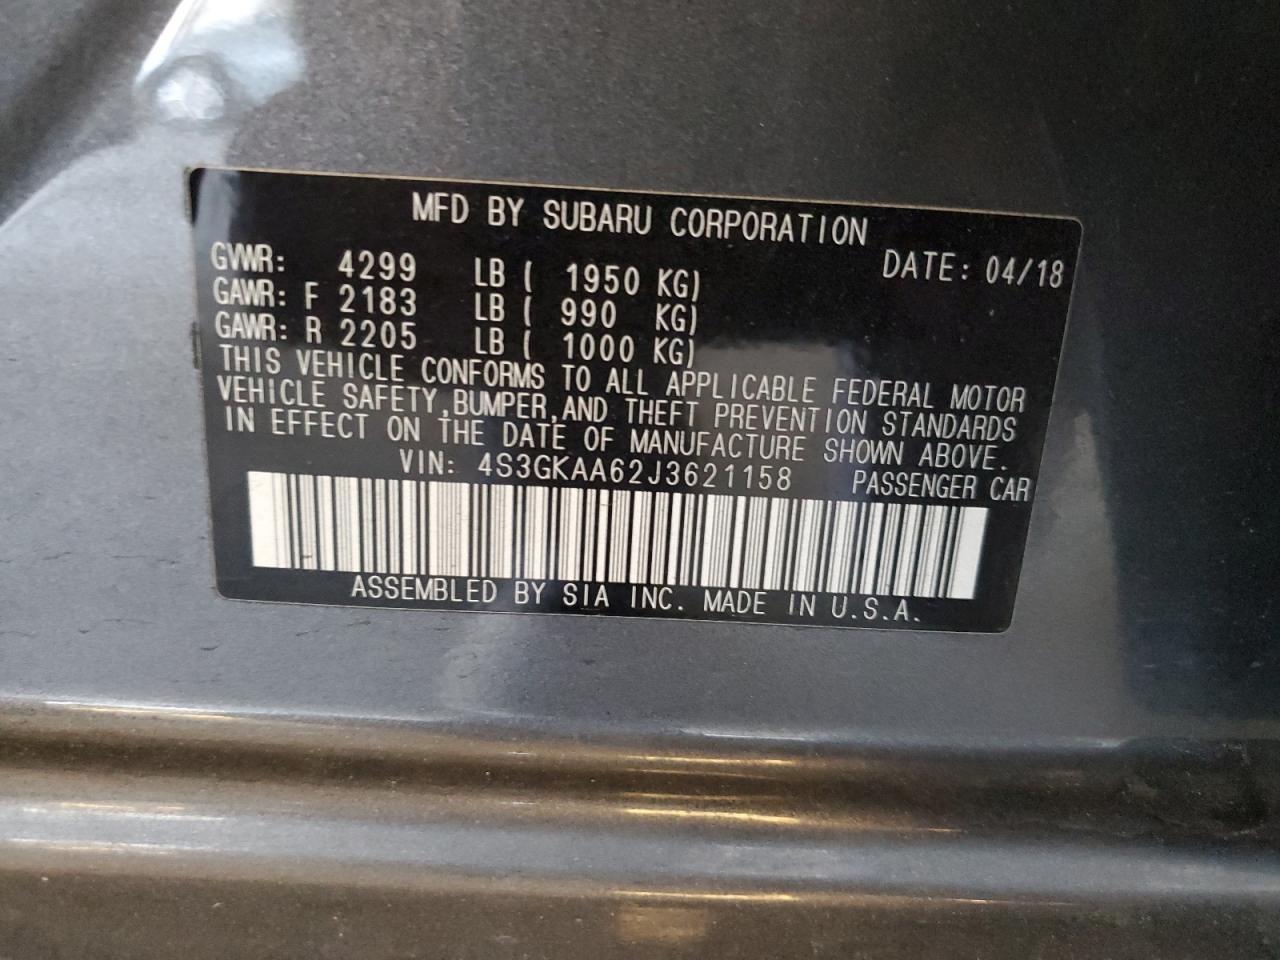 MFD BY SUBARU CORPORATION
GVWR: 4299 LB ( 1950 KG) DATE: 04/18
GAWR: F 2183 LB ( 990 KG)
GAWR: R 2205 LB ( 1000 KG)
THIS VEHICLE CONFORMS TO ALL APPLICABLE FEDERAL MOTOR
VEHICLE SAFETY,BUMPER,AND THEFT PREVENTION STANDARDS
IN EFFECT ON THE DATE OF MANUFACTURE SHOWN ABOVE.
VIN: 4S3GKAA62J3621158 PASSENGER CAR
ASSEMBLED BY SIA INC. MADE IN U.S.A.